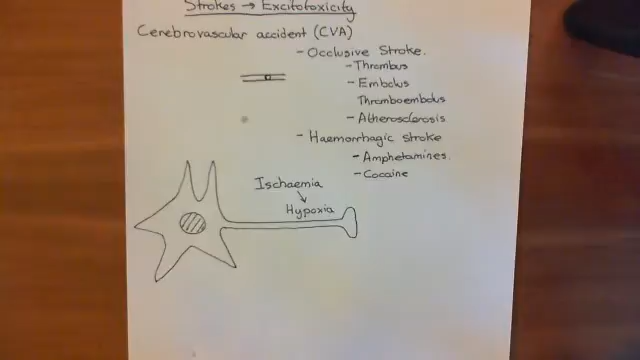 Strokes → Excitotoxicity
Cerebrovascular accident (CVA)
- Occlusive Stroke.
- Thrombus
- Embolus
Thromboembolus
- Atherosclerosis
- Haemorrhagic stroke
- Amphetamines.
- Cocaine
Ischaemia
Hypoxia